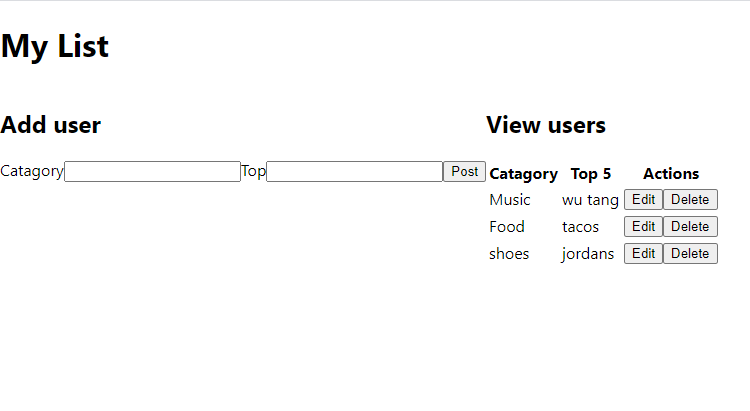 My List
Add user
Catagory Top Post
View users
Catagory Top 5 Actions
Music wu tang Edit Delete
Food tacos Edit Delete
shoes jordans Edit Delete